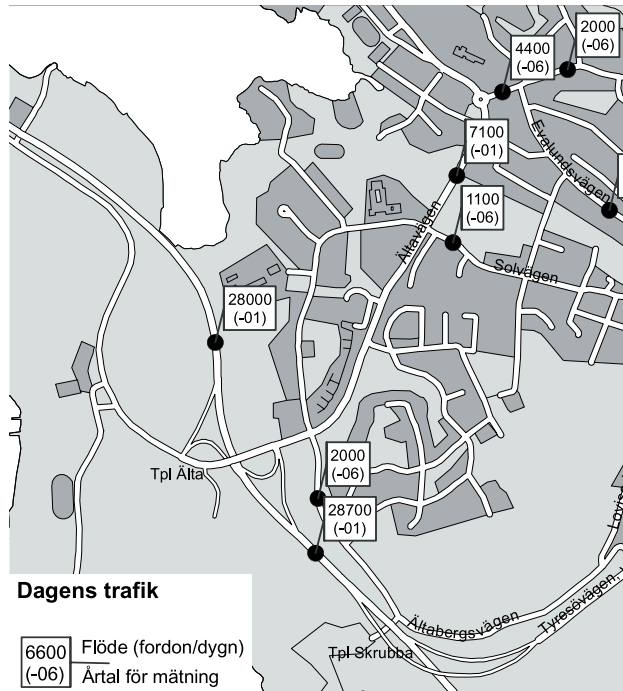 2000
(-06)
4400
(-06)
7100
(-01)
Evalundsvägen
1100
(-06)
Ältavägen
Solvägen
28000
(-01)
2000
(-06)
Tpl Älta
28700
(-01)
Dagens trafik
Ältabergsvägen
Tyresövägen,
6600
(-06)
Flöde (fordon/dygn)
Årtal för mätning
Tpl Skrubba